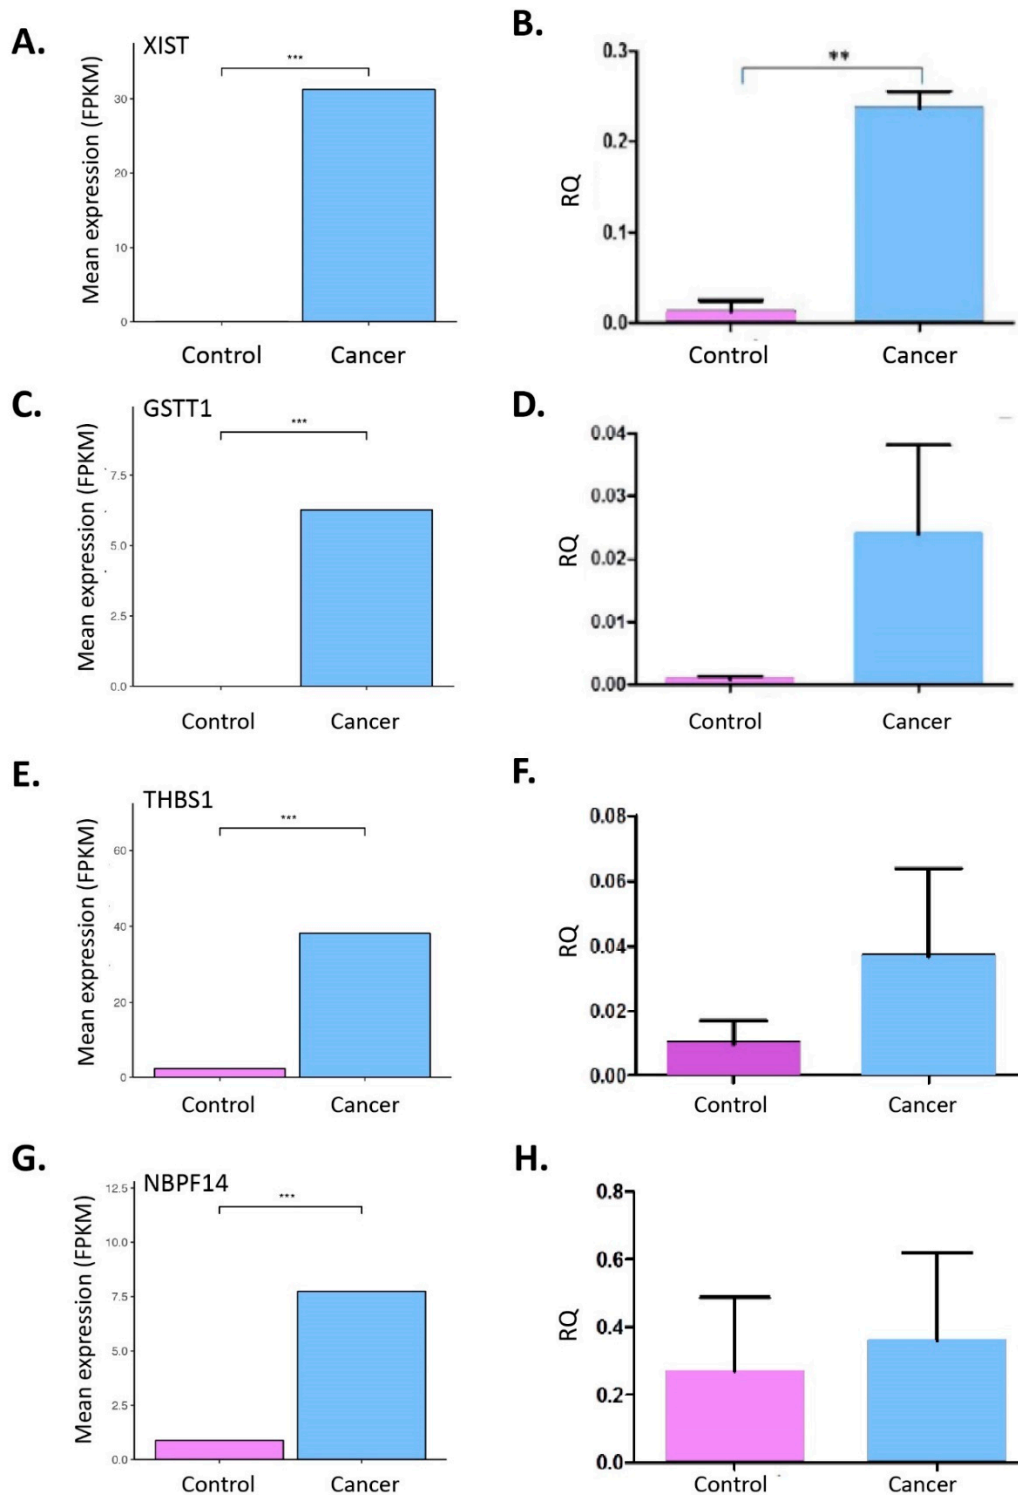 A.
XIST
***
Mean expression (FPKM)
30
20
10
0
Control
Cancer
B.
**
RQ
0.3
0.2
0.1
0.0
Control
Cancer
C.
GSTT1
***
Mean expression (FPKM)
7.5
5.0
2.5
0.0
Control
Cancer
D.
RQ
0.04
0.03
0.02
0.01
0.00
Control
Cancer
E.
THBS1
***
Mean expression (FPKM)
60
40
20
0
Control
Cancer
F.
RQ
0.08
0.06
0.04
0.02
0.00
Control
Cancer
G.
NBPF14
***
Mean expression (FPKM)
12.5
10.0
7.5
5.0
2.5
0.0
Control
Cancer
H.
RQ
0.8
0.6
0.4
0.2
0.0
Control
Cancer